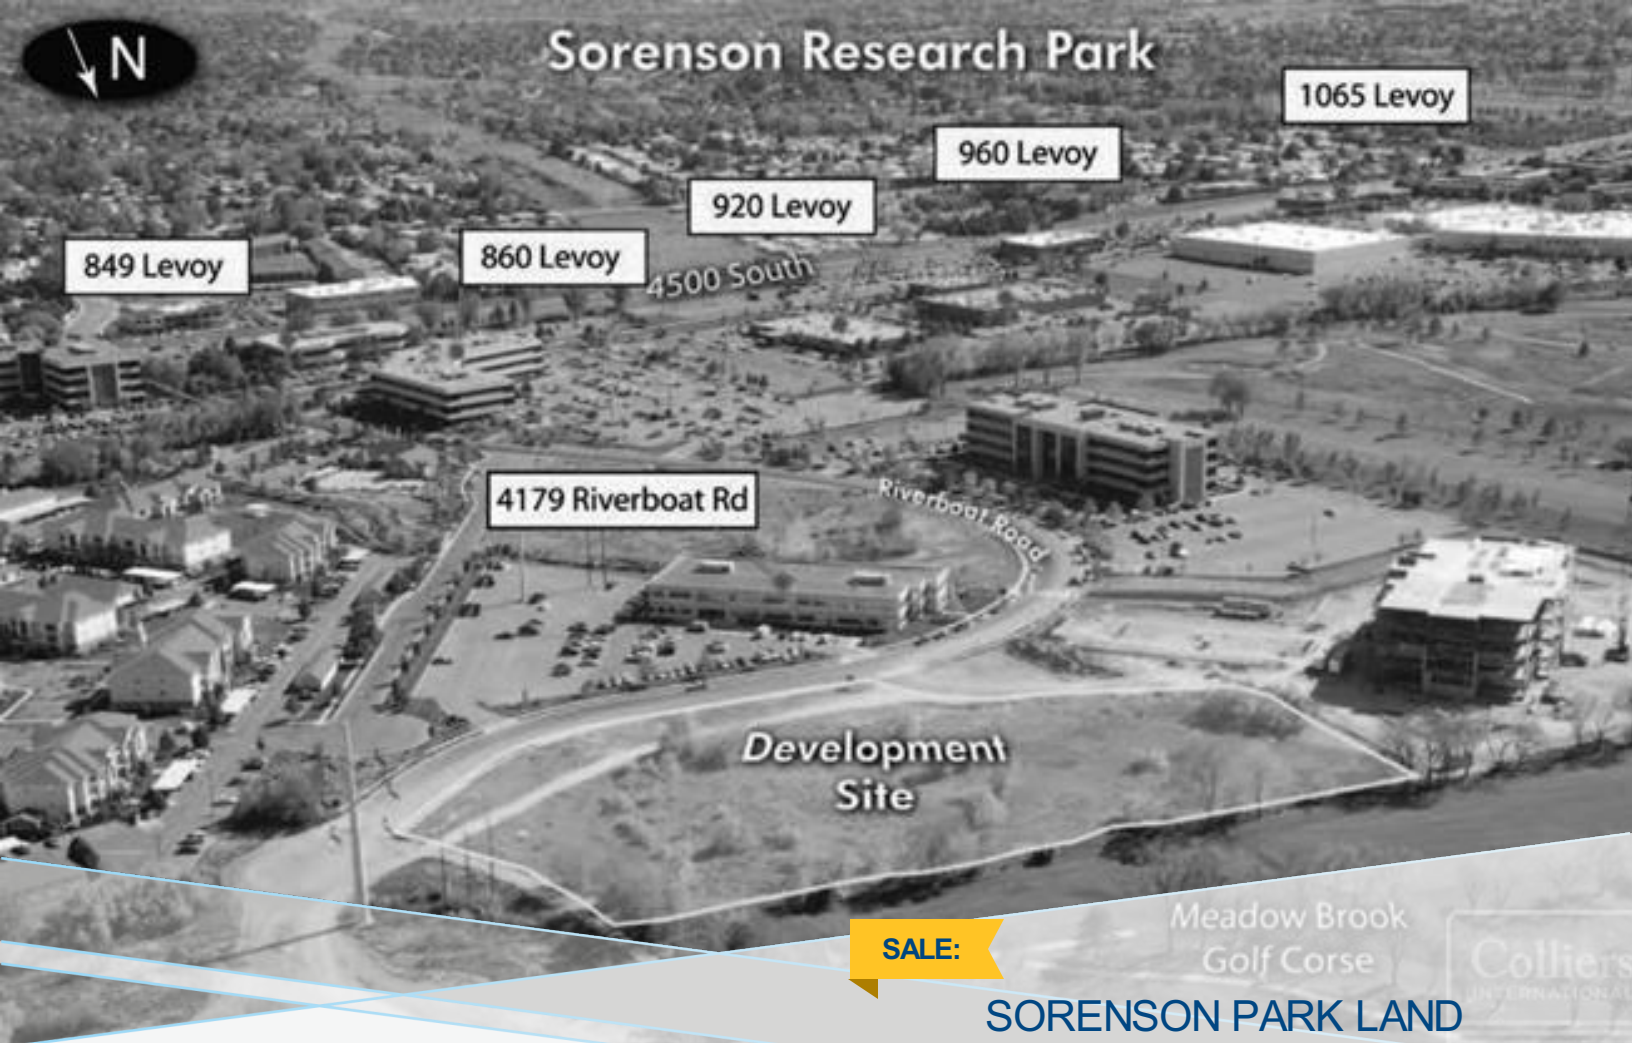 N
Sorenson Research Park
1065 Levoy
960 Levoy
920 Levoy
849 Levoy
860 Levoy
4500 South
4179 Riverboat Rd
Riverboat Road
Development
Site
Meadow Brook
Golf Corse
SALE:
Colliers
INTERNATIONAL
SORENSON PARK LAND